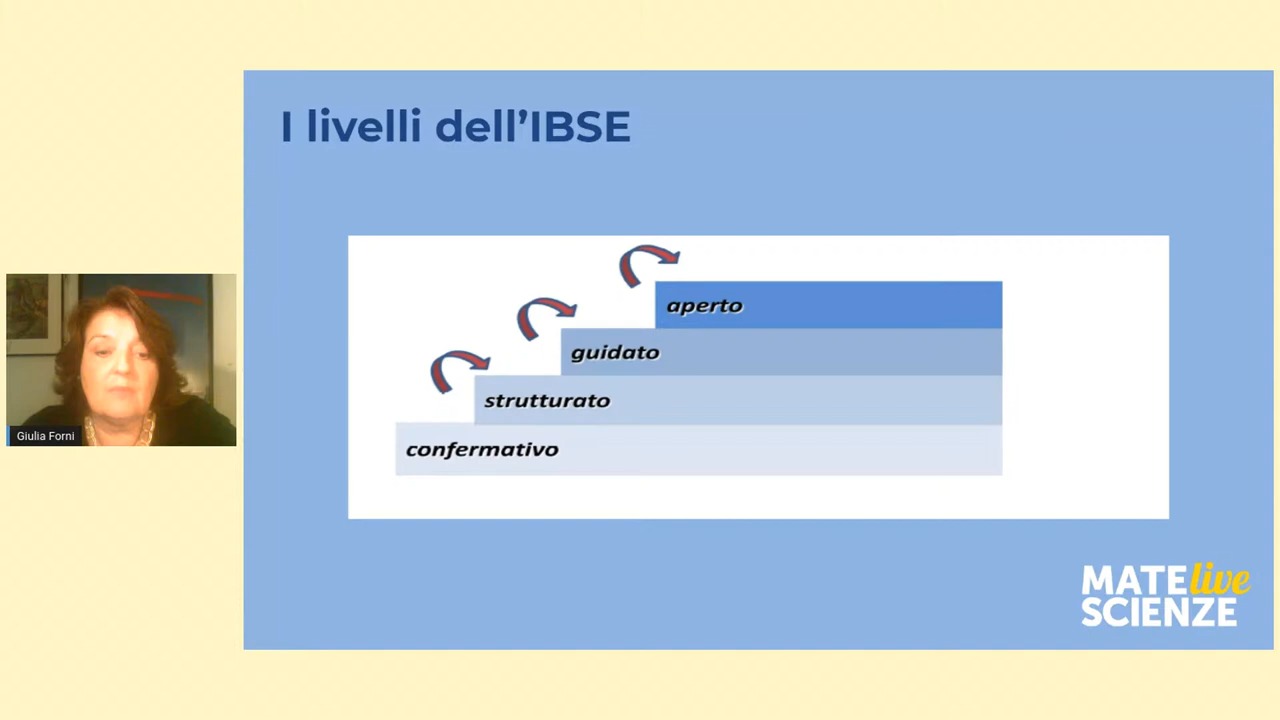 I livelli dell’IBSE
aperto
guidato
strutturato
confermativo
Giulia Forni
MATE live
SCIENZE